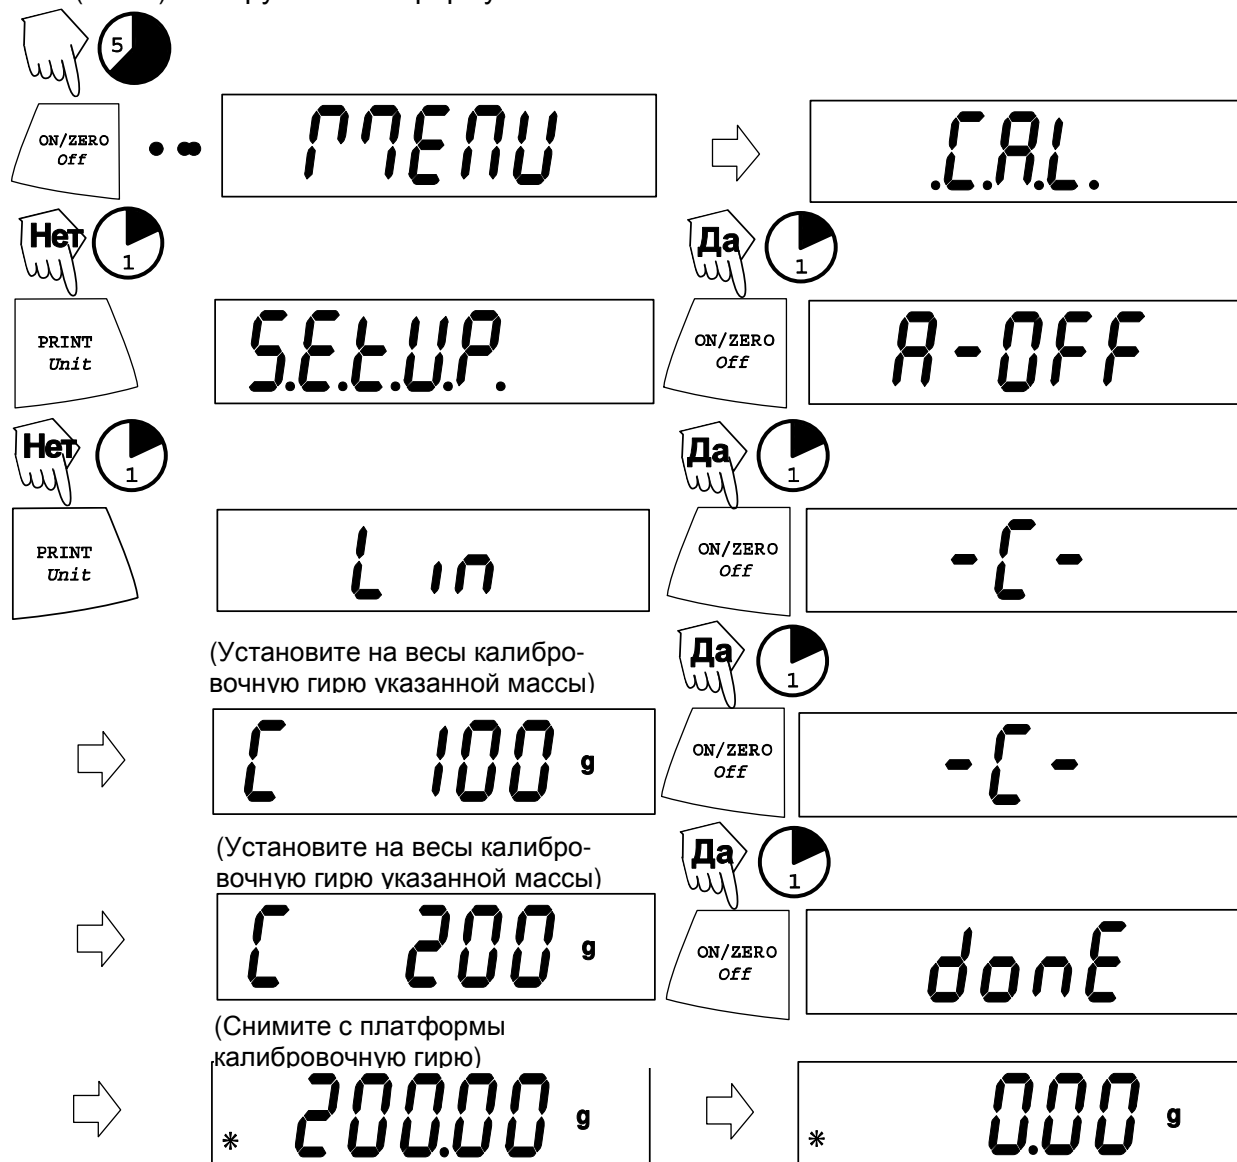 5
ON/ZERO
Off
MENU
.C.A.L.
Нет
1
Да
1
PRINT
Unit
S.E.t.U.P.
ON/ZERO
Off
A-OFF
Нет
1
Да
1
PRINT
Unit
Lin
ON/ZERO
Off
-C-
(Установите на весы калибро-
вочную гирю указанной массы)
Да
1
C 100 g
ON/ZERO
Off
-C-
(Установите на весы калибро-
вочную гирю указанной массы)
Да
1
C 200 g
ON/ZERO
Off
donE
(Снимите с платформы
калибровочную гирю)
* 200.00 g
* 0.00 g